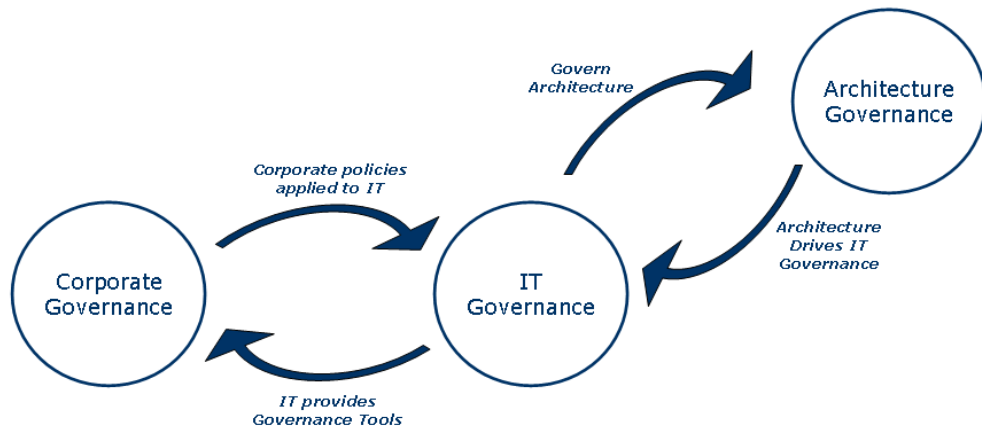 Govern
Architecture
Architecture
Governance
Corporate policies
applied to IT
Architecture
Drives IT
Governance
Corporate
Governance
IT
Governance
IT provides
Governance Tools